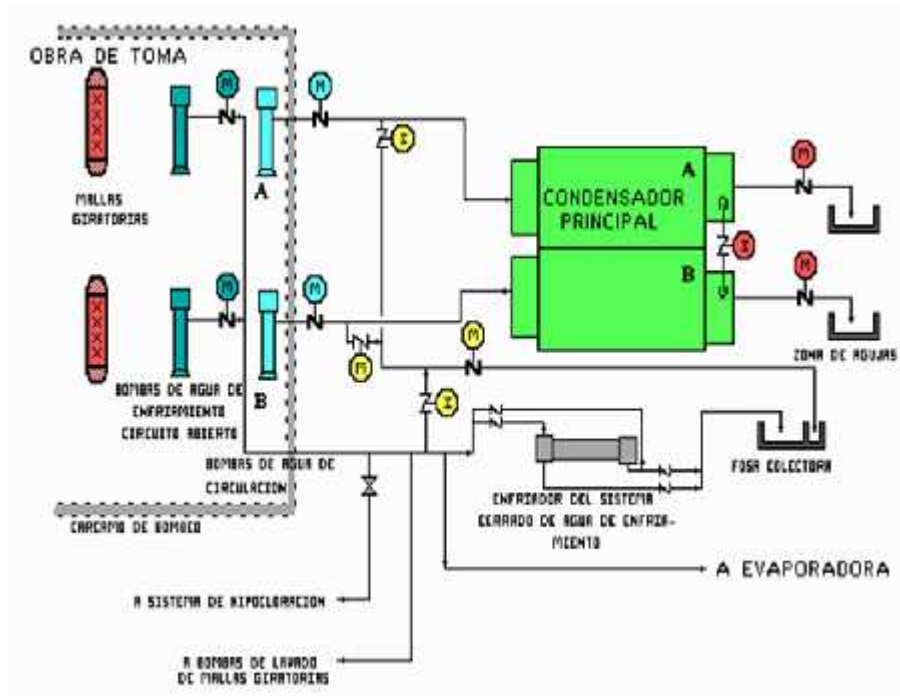 OBRA DE TOMA
M
M
I
MALLAS
GIRATORIAS
A
A
CONDENSADOR
PRINCIPAL
M
I
M
M
B
M
M
M
ZONA DE AGUJAS
BOMBAS DE AGUA DE
ENFRIAMIENTO
CIRCUITO ABIERTO
B
I
BOMBAS DE AGUA DE
CIRCULACION
FOSA COLECTORA
ENFRIADOR DEL SISTEMA
CERRADO DE AGUA DE ENFRIA-
MIENTO
CARCAMO DE BOMBEO
A EVAPORADORA
A SISTEMA DE HIPOCLORACION
A BOMBAS DE LAVADO
DE MALLAS GIRATORIAS